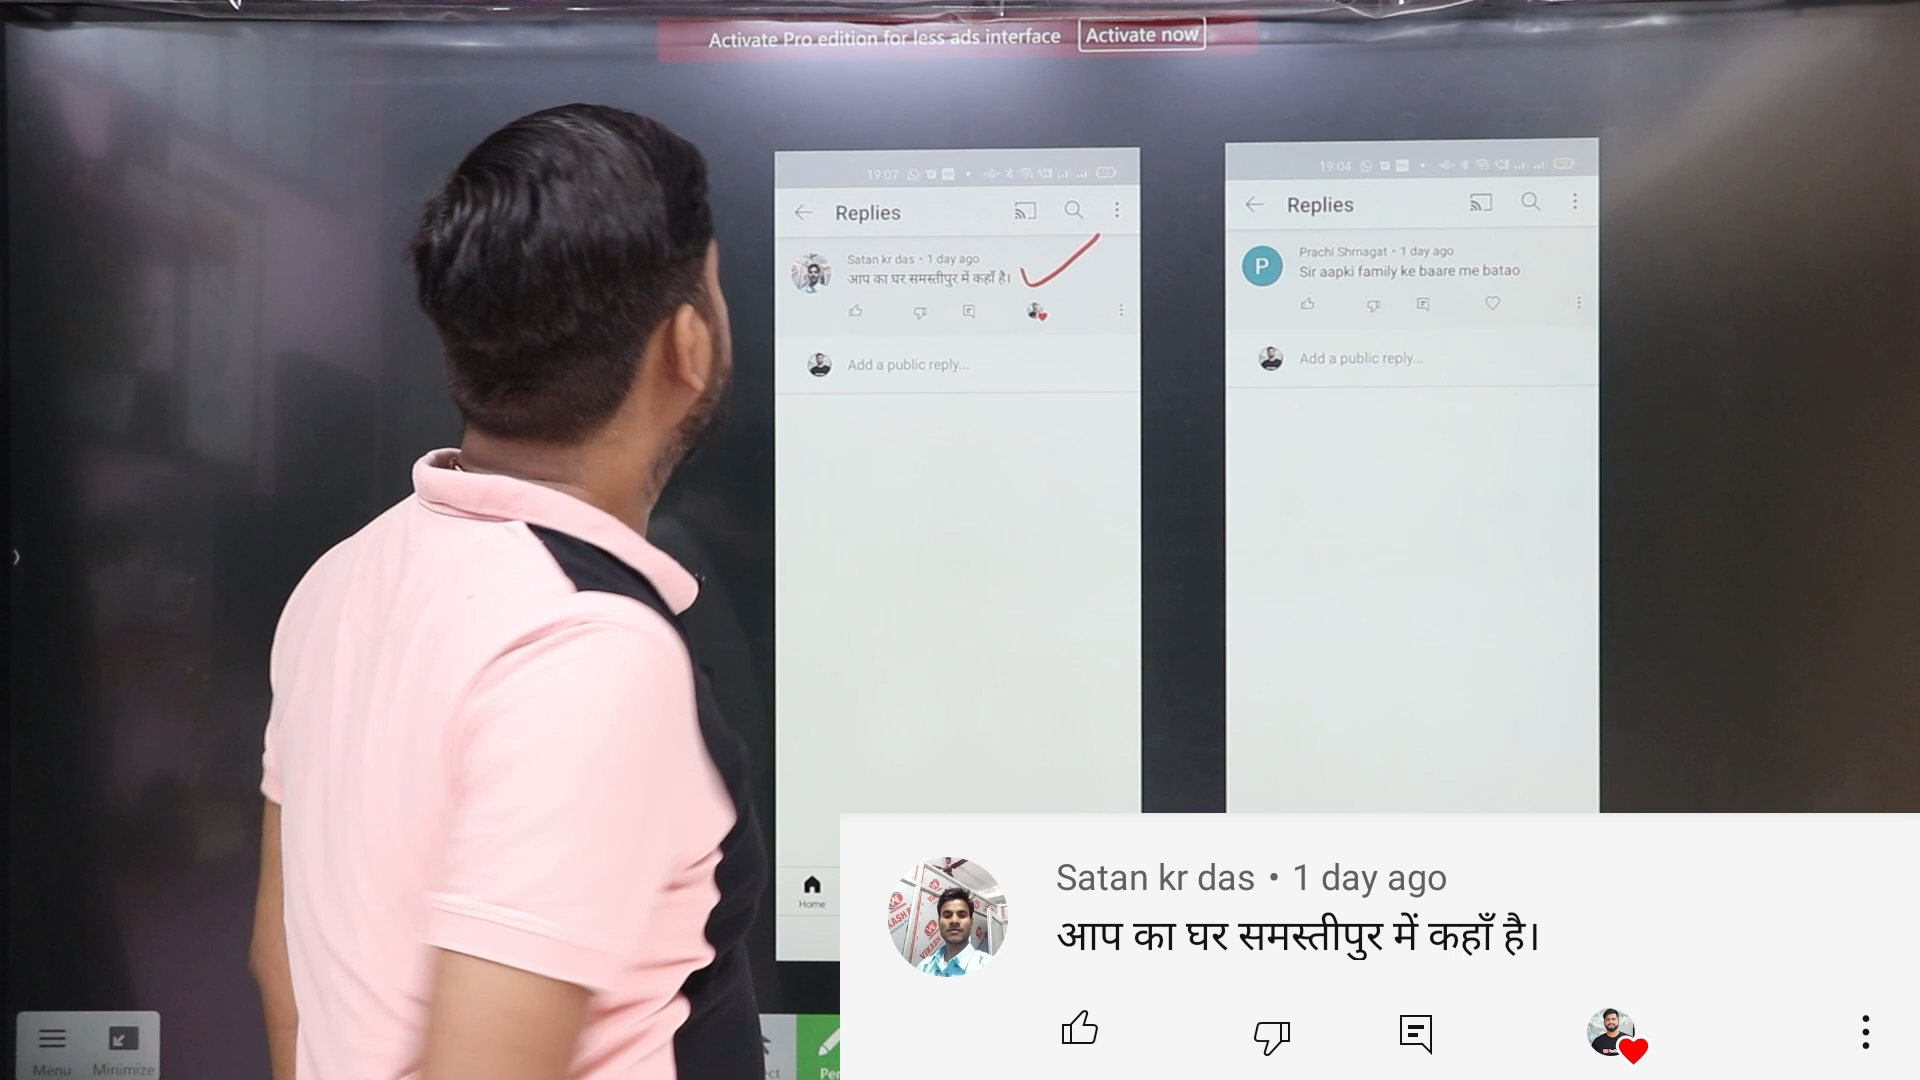 Activate Pro edition for less ads interface Activate now
19:07
Replies
Satan kr das • 1 day ago
आप का घर समस्तीपुर में कहाँ है।
Add a public reply...
Home
19:04
Replies
P
Prachi Shrnagat • 1 day ago
Sir aapki family ke baare me batao
Add a public reply...
Satan kr das • 1 day ago
आप का घर समस्तीपुर में कहाँ है।
Menu
Minimize